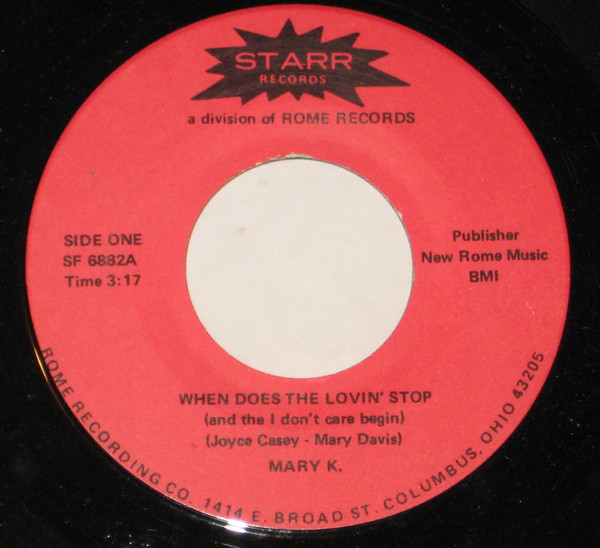 STARR
RECORDS
a division of ROME RECORDS
SIDE ONE
SF 6882A
Time 3:17
Publisher
New Rome Music
BMI
WHEN DOES THE LOVIN' STOP
(and the I don't care begin)
(Joyce Casey - Mary Davis)
MARY K.
ROME RECORDING CO. 1414 E. BROAD ST. COLUMBUS, OHIO 43205